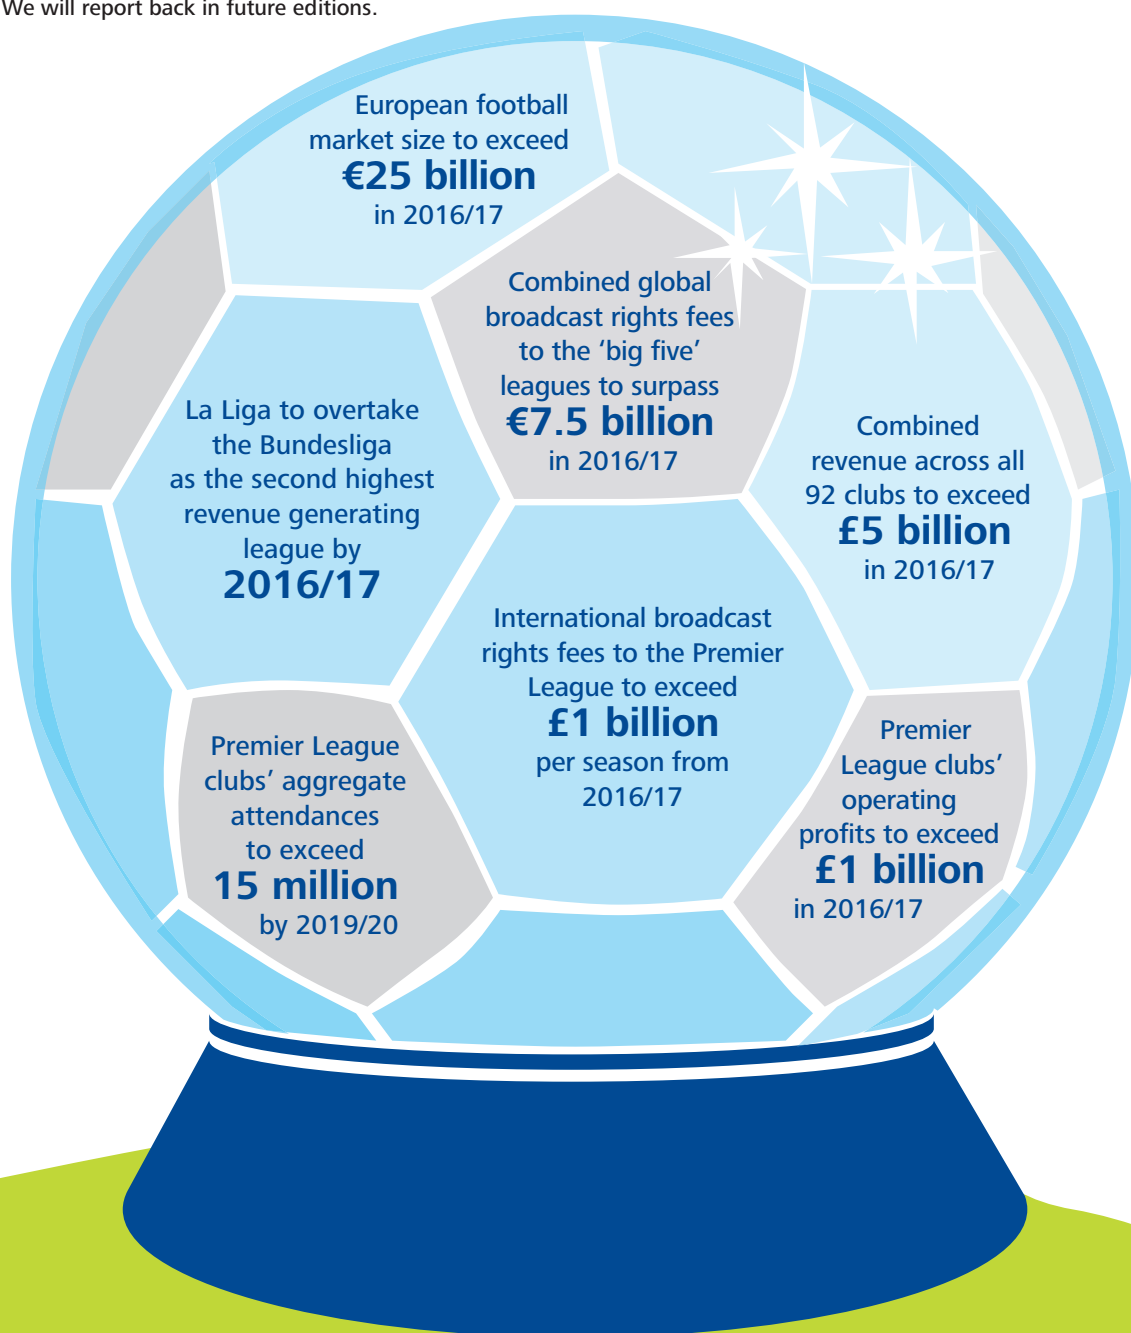 We will report back in future editions.
European football
market size to exceed
€25 billion
in 2016/17
Combined global
broadcast rights fees
to the ‘big five’
leagues to surpass
€7.5 billion
in 2016/17
La Liga to overtake
the Bundesliga
as the second highest
revenue generating
league by
2016/17
Combined
revenue across all
92 clubs to exceed
£5 billion
in 2016/17
International broadcast
rights fees to the Premier
League to exceed
£1 billion
per season from
2016/17
Premier League
clubs’ aggregate
attendances
to exceed
15 million
by 2019/20
Premier
League clubs’
operating
profits to exceed
£1 billion
in 2016/17